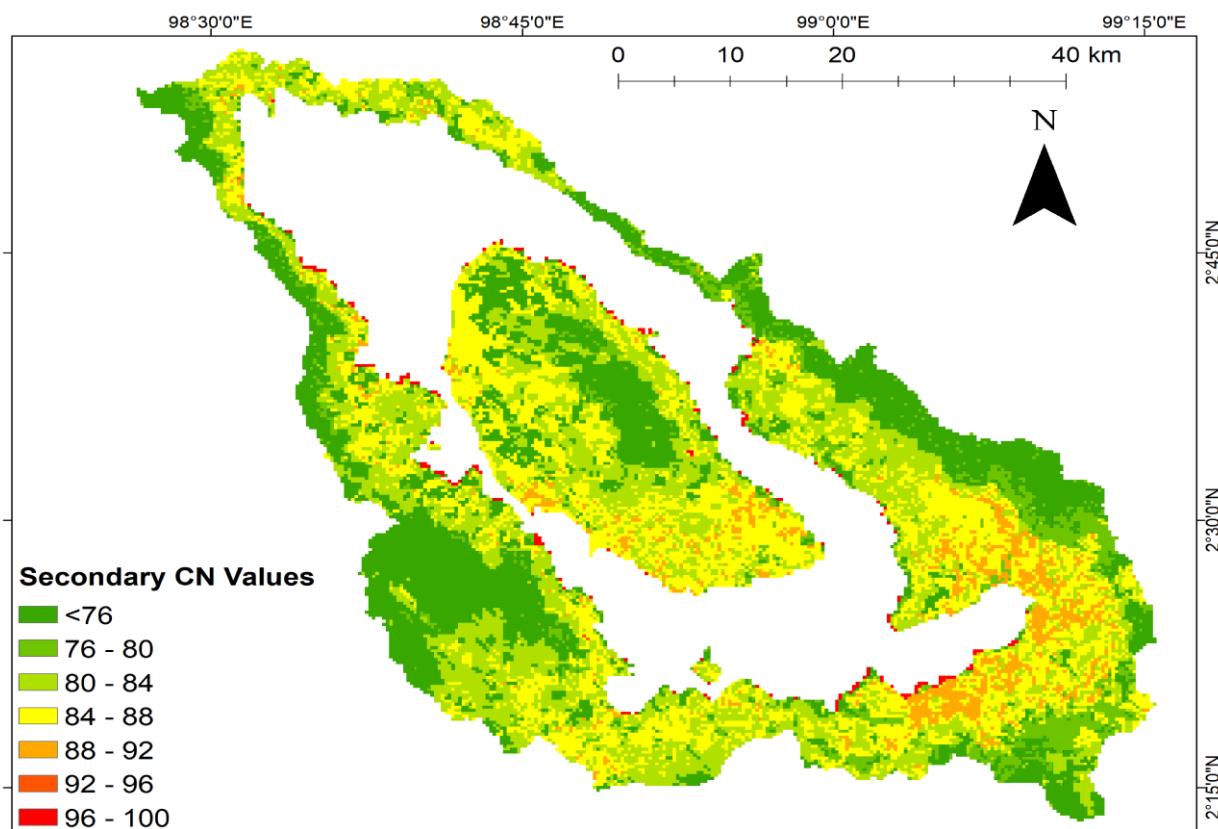 98°30'0"E 98°45'0"E 99°0'0"E 99°15'0"E
0 10 20 40 km
N
2°45'0"N
2°30'0"N
2°15'0"N
Secondary CN Values
<76
76 - 80
80 - 84
84 - 88
88 - 92
92 - 96
96 - 100